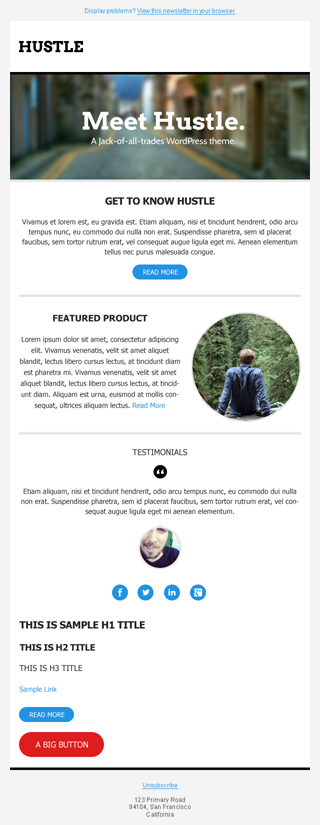 Display problems? View this newsletter in your browser.
HUSTLE
Meet Hustle.
A Jack-of-all-trades WordPress theme.
GET TO KNOW HUSTLE
Vivamus et lorem est, eu gravida est. Etiam aliquam, nisi et tincidunt hendrerit, odio arcu
tempus nunc, eu commodo dui nulla non erat. Suspendisse pharetra, sem id placerat
faucibus, sem tortor rutrum erat, vel consequat augue ligula eget mi. Aenean elementum
tellus nec purus malesuada congue.
READ MORE
FEATURED PRODUCT
Lorem ipsum dolor sit amet, consectetur adipiscing
elit. Vivamus venenatis, velit sit amet aliquet
blandit, lectus libero cursus lectus, at tincidunt diam
est pharetra mi. Vivamus venenatis, velit sit amet
aliquet blandit, lectus libero cursus lectus, at tincid-
unt diam. Aliquam est urna, euismod at mollis con-
sequat, ultrices aliquam lectus. Read More
TESTIMONIALS
Etiam aliquam, nisi et tincidunt hendrerit, odio arcu tempus nunc, eu commodo dui nulla
non erat. Suspendisse pharetra, sem id placerat faucibus, sem tortor rutrum erat, vel con-
sequat augue ligula eget mi aenean elementum.
THIS IS SAMPLE H1 TITLE
THIS IS H2 TITLE
THIS IS H3 TITLE
Sample Link
READ MORE
A BIG BUTTON
Unsubscribe
123 Primary Road
94104, San Francisco
California